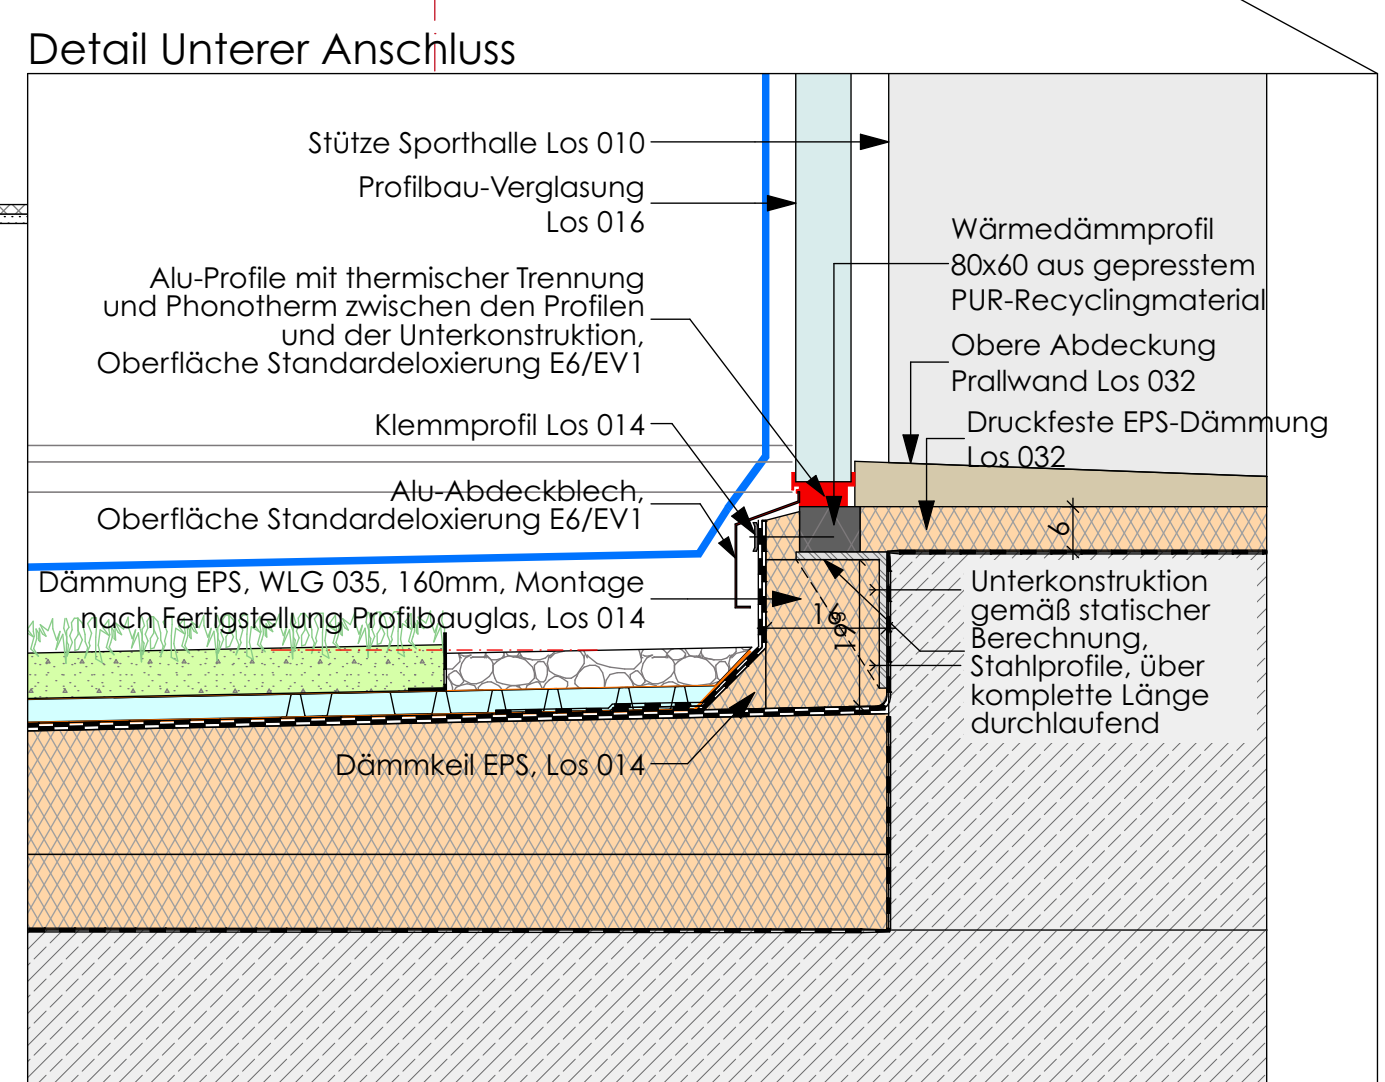 Detail Unterer Anschluss
Stütze Sporthalle Los 010
Profilbau-Verglasung
Los 016
Alu-Profile mit thermischer Trennung
und Phonotherm zwischen den Profilen
und der Unterkonstruktion,
Oberfläche Standardeloxierung E6/EV1
Klemmprofil Los 014
Alu-Abdeckblech,
Oberfläche Standardeloxierung E6/EV1
Dämmung EPS, WLG 035, 160mm, Montage
nach Fertigstellung Profilbauglas, Los 014
Dämmkeil EPS, Los 014
Wärmedämmprofil
80x60 aus gepresstem
PUR-Recyclingmaterial
Obere Abdeckung
Prallwand Los 032
Druckfeste EPS-Dämmung
Los 032
6
Unterkonstruktion
gemäß statischer
Berechnung,
Stahlprofile, über
komplette Länge
durchlaufend